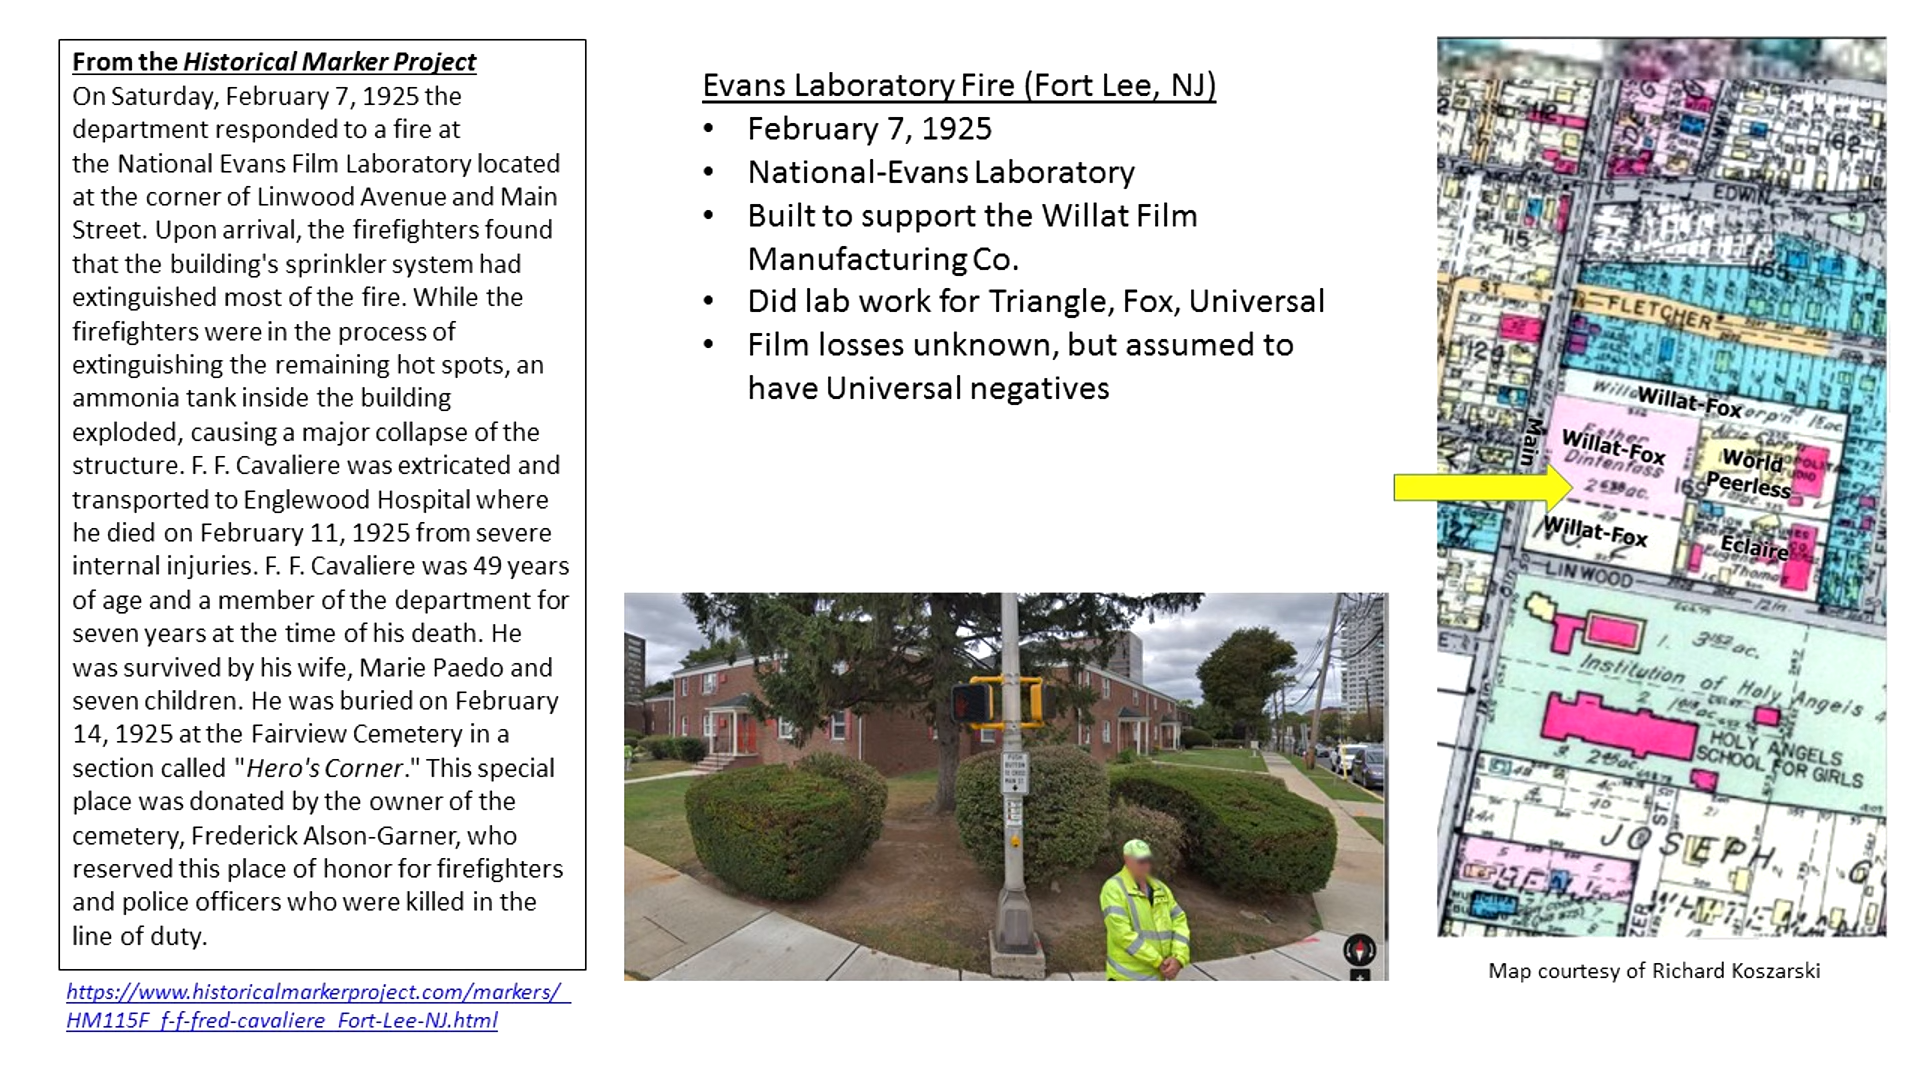 From the Historical Marker Project
On Saturday, February 7, 1925 the
department responded to a fire at
the National Evans Film Laboratory located
at the corner of Linwood Avenue and Main
Street. Upon arrival, the firefighters found
that the building's sprinkler system had
extinguished most of the fire. While the
firefighters were in the process of
extinguishing the remaining hot spots, an
ammonia tank inside the building
exploded, causing a major collapse of the
structure. F. F. Cavaliere was extricated and
transported to Englewood Hospital where
he died on February 11, 1925 from severe
internal injuries. F. F. Cavaliere was 49 years
of age and a member of the department for
seven years at the time of his death. He
was survived by his wife, Marie Paedo and
seven children. He was buried on February
14, 1925 at the Fairview Cemetery in a
section called "Hero's Corner." This special
place was donated by the owner of the
cemetery, Frederick Alson-Garner, who
reserved this place of honor for firefighters
and police officers who were killed in the
line of duty.
https://www.historicalmarkerproject.com/markers/
HM115F_f-f-fred-cavaliere_Fort-Lee-NJ.html
Evans Laboratory Fire (Fort Lee, NJ)
• February 7, 1925
• National-Evans Laboratory
• Built to support the Willat Film
Manufacturing Co.
• Did lab work for Triangle, Fox, Universal
• Film losses unknown, but assumed to
have Universal negatives
PUSH
BUTTON
162
112
EDWIN
115
165
ST.
FLETCHER
124
Willat-Fox
Main
Esther
Willat-Fox
Dintenfass
World
Peerless
169
Willat-Fox
Eclaire
Thomas
LINWOOD
Institution of Holy Angels
HOLY ANGELS
SCHOOL FOR GIRLS
ST.
JOSEPH
Map courtesy of Richard Koszarski